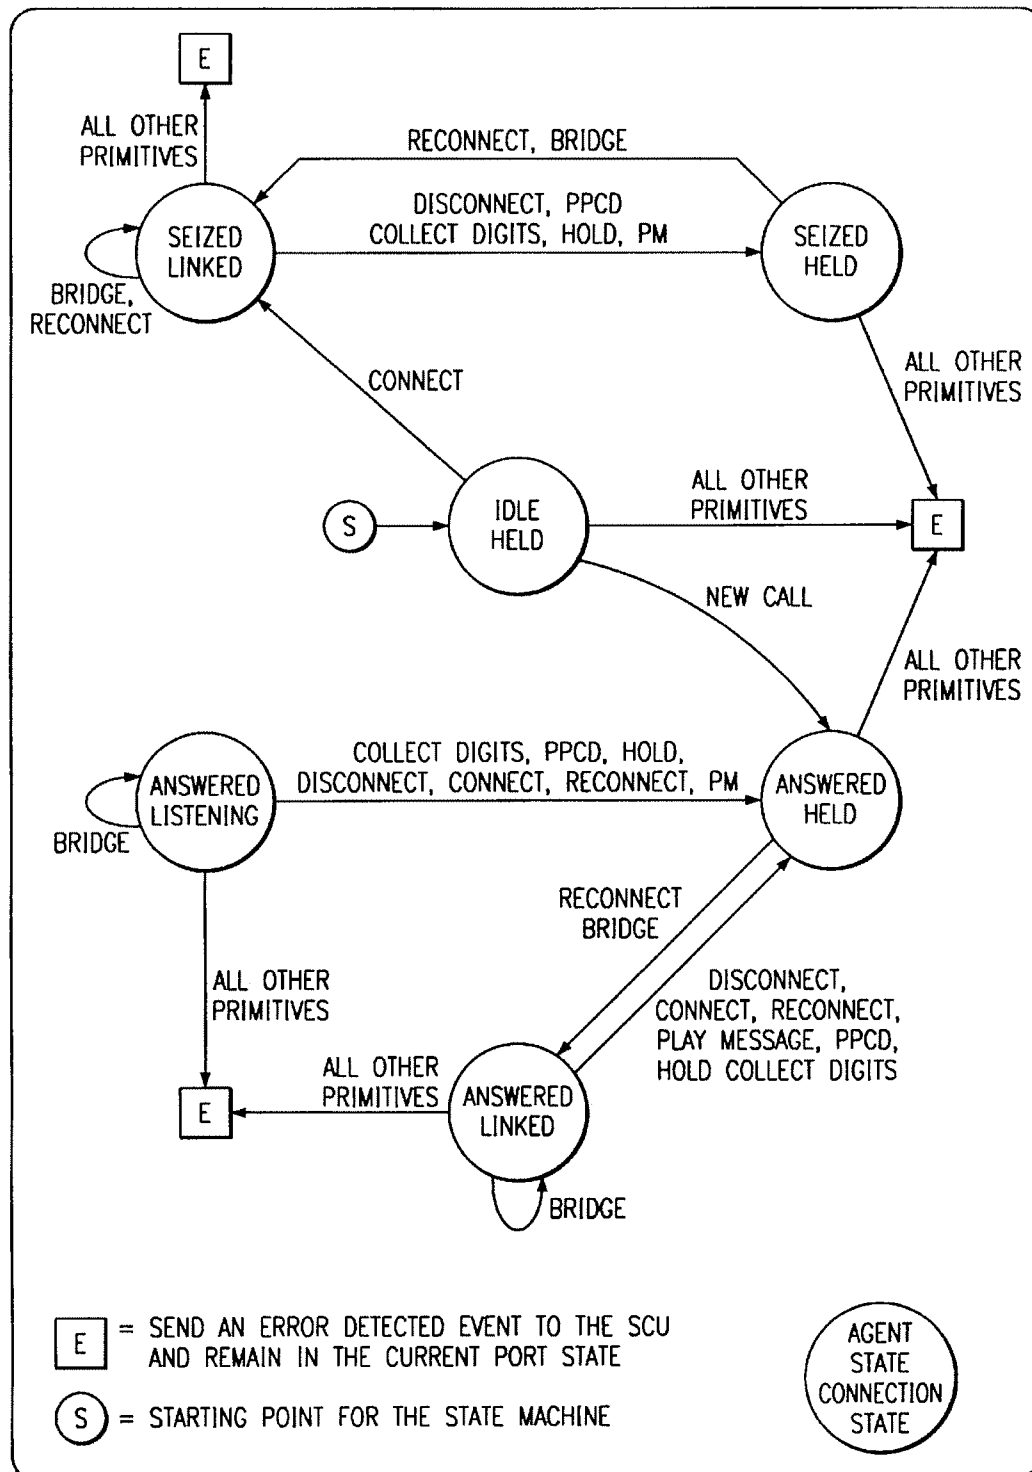 E
ALL OTHER
PRIMITIVES
RECONNECT, BRIDGE
DISCONNECT, PPCD
COLLECT DIGITS, HOLD, PM
SEIZED
LINKED
SEIZED
HELD
BRIDGE,
RECONNECT
CONNECT
ALL OTHER
PRIMITIVES
S
IDLE
HELD
ALL OTHER
PRIMITIVES
E
NEW CALL
ALL OTHER
PRIMITIVES
ANSWERED
LISTENING
BRIDGE
COLLECT DIGITS, PPCD, HOLD,
DISCONNECT, CONNECT, RECONNECT, PM
ANSWERED
HELD
RECONNECT
BRIDGE
DISCONNECT,
CONNECT, RECONNECT,
PLAY MESSAGE, PPCD,
HOLD COLLECT DIGITS
ALL OTHER
PRIMITIVES
ALL OTHER
PRIMITIVES
E
ANSWERED
LINKED
BRIDGE
E = SEND AN ERROR DETECTED EVENT TO THE SCU
AND REMAIN IN THE CURRENT PORT STATE
S = STARTING POINT FOR THE STATE MACHINE
AGENT
STATE
CONNECTION
STATE